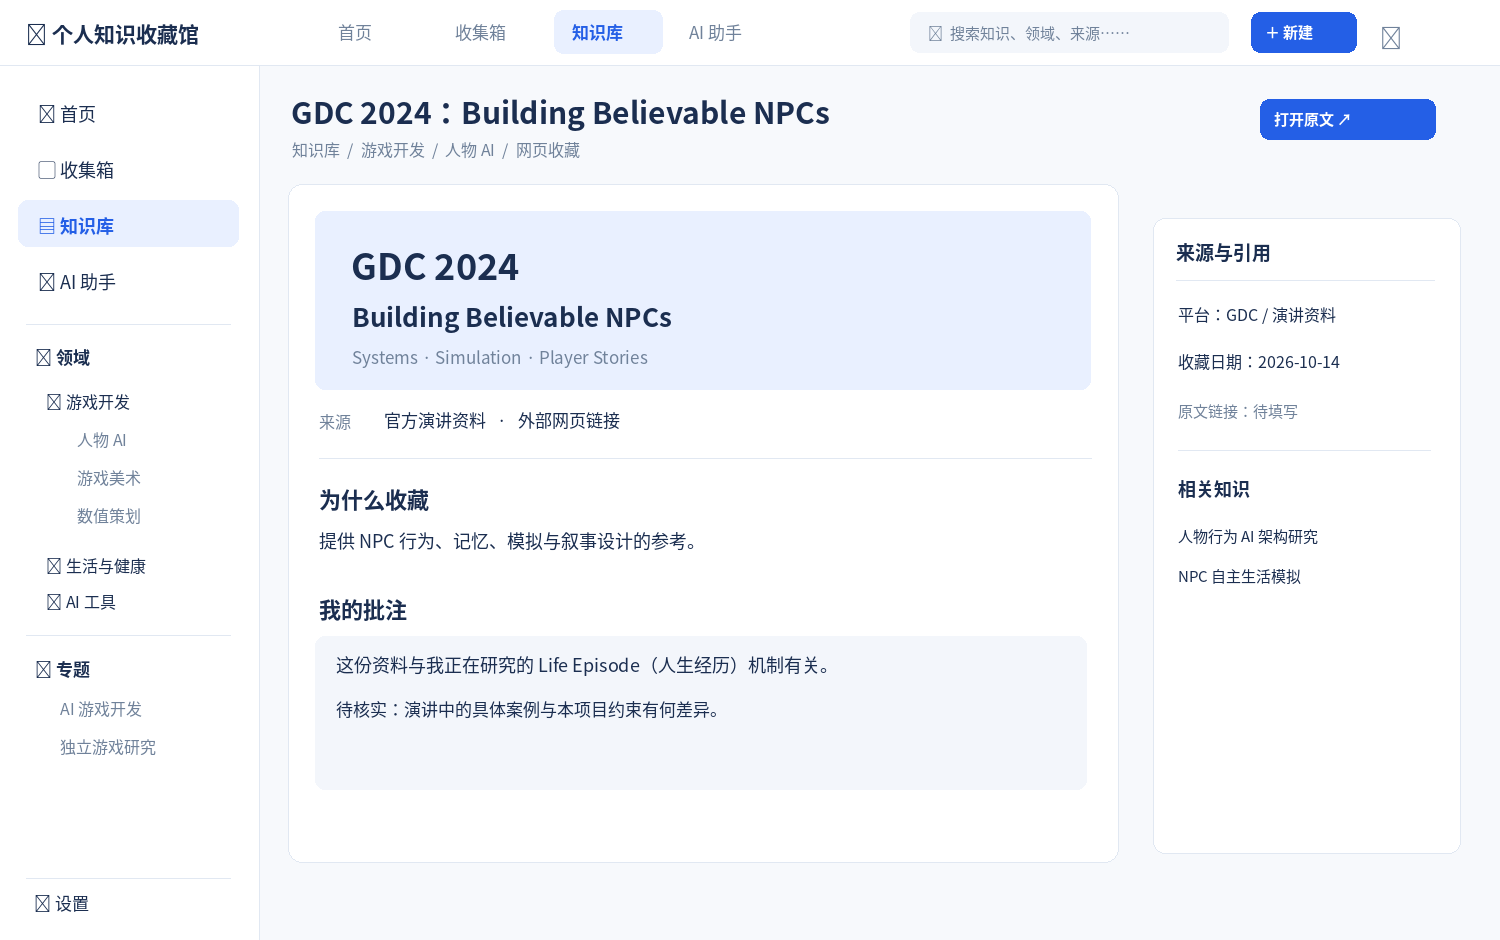 个人知识收藏馆
首页
收集箱
知识库
AI 助手
搜索知识、领域、来源……
+ 新建
首页
收集箱
知识库
AI 助手
领域
游戏开发
人物 AI
游戏美术
数值策划
生活与健康
AI 工具
专题
AI 游戏开发
独立游戏研究
设置
GDC 2024：Building Believable NPCs
知识库 / 游戏开发 / 人物 AI / 网页收藏
打开原文 ↗
GDC 2024
Building Believable NPCs
Systems · Simulation · Player Stories
来源 官方演讲资料 · 外部网页链接
为什么收藏
提供 NPC 行为、记忆、模拟与叙事设计的参考。
我的批注
这份资料与我正在研究的 Life Episode（人生经历）机制有关。
待核实：演讲中的具体案例与本项目约束有何差异。
来源与引用
平台：GDC / 演讲资料
收藏日期：2026-10-14
原文链接：待填写
相关知识
人物行为 AI 架构研究
NPC 自主生活模拟